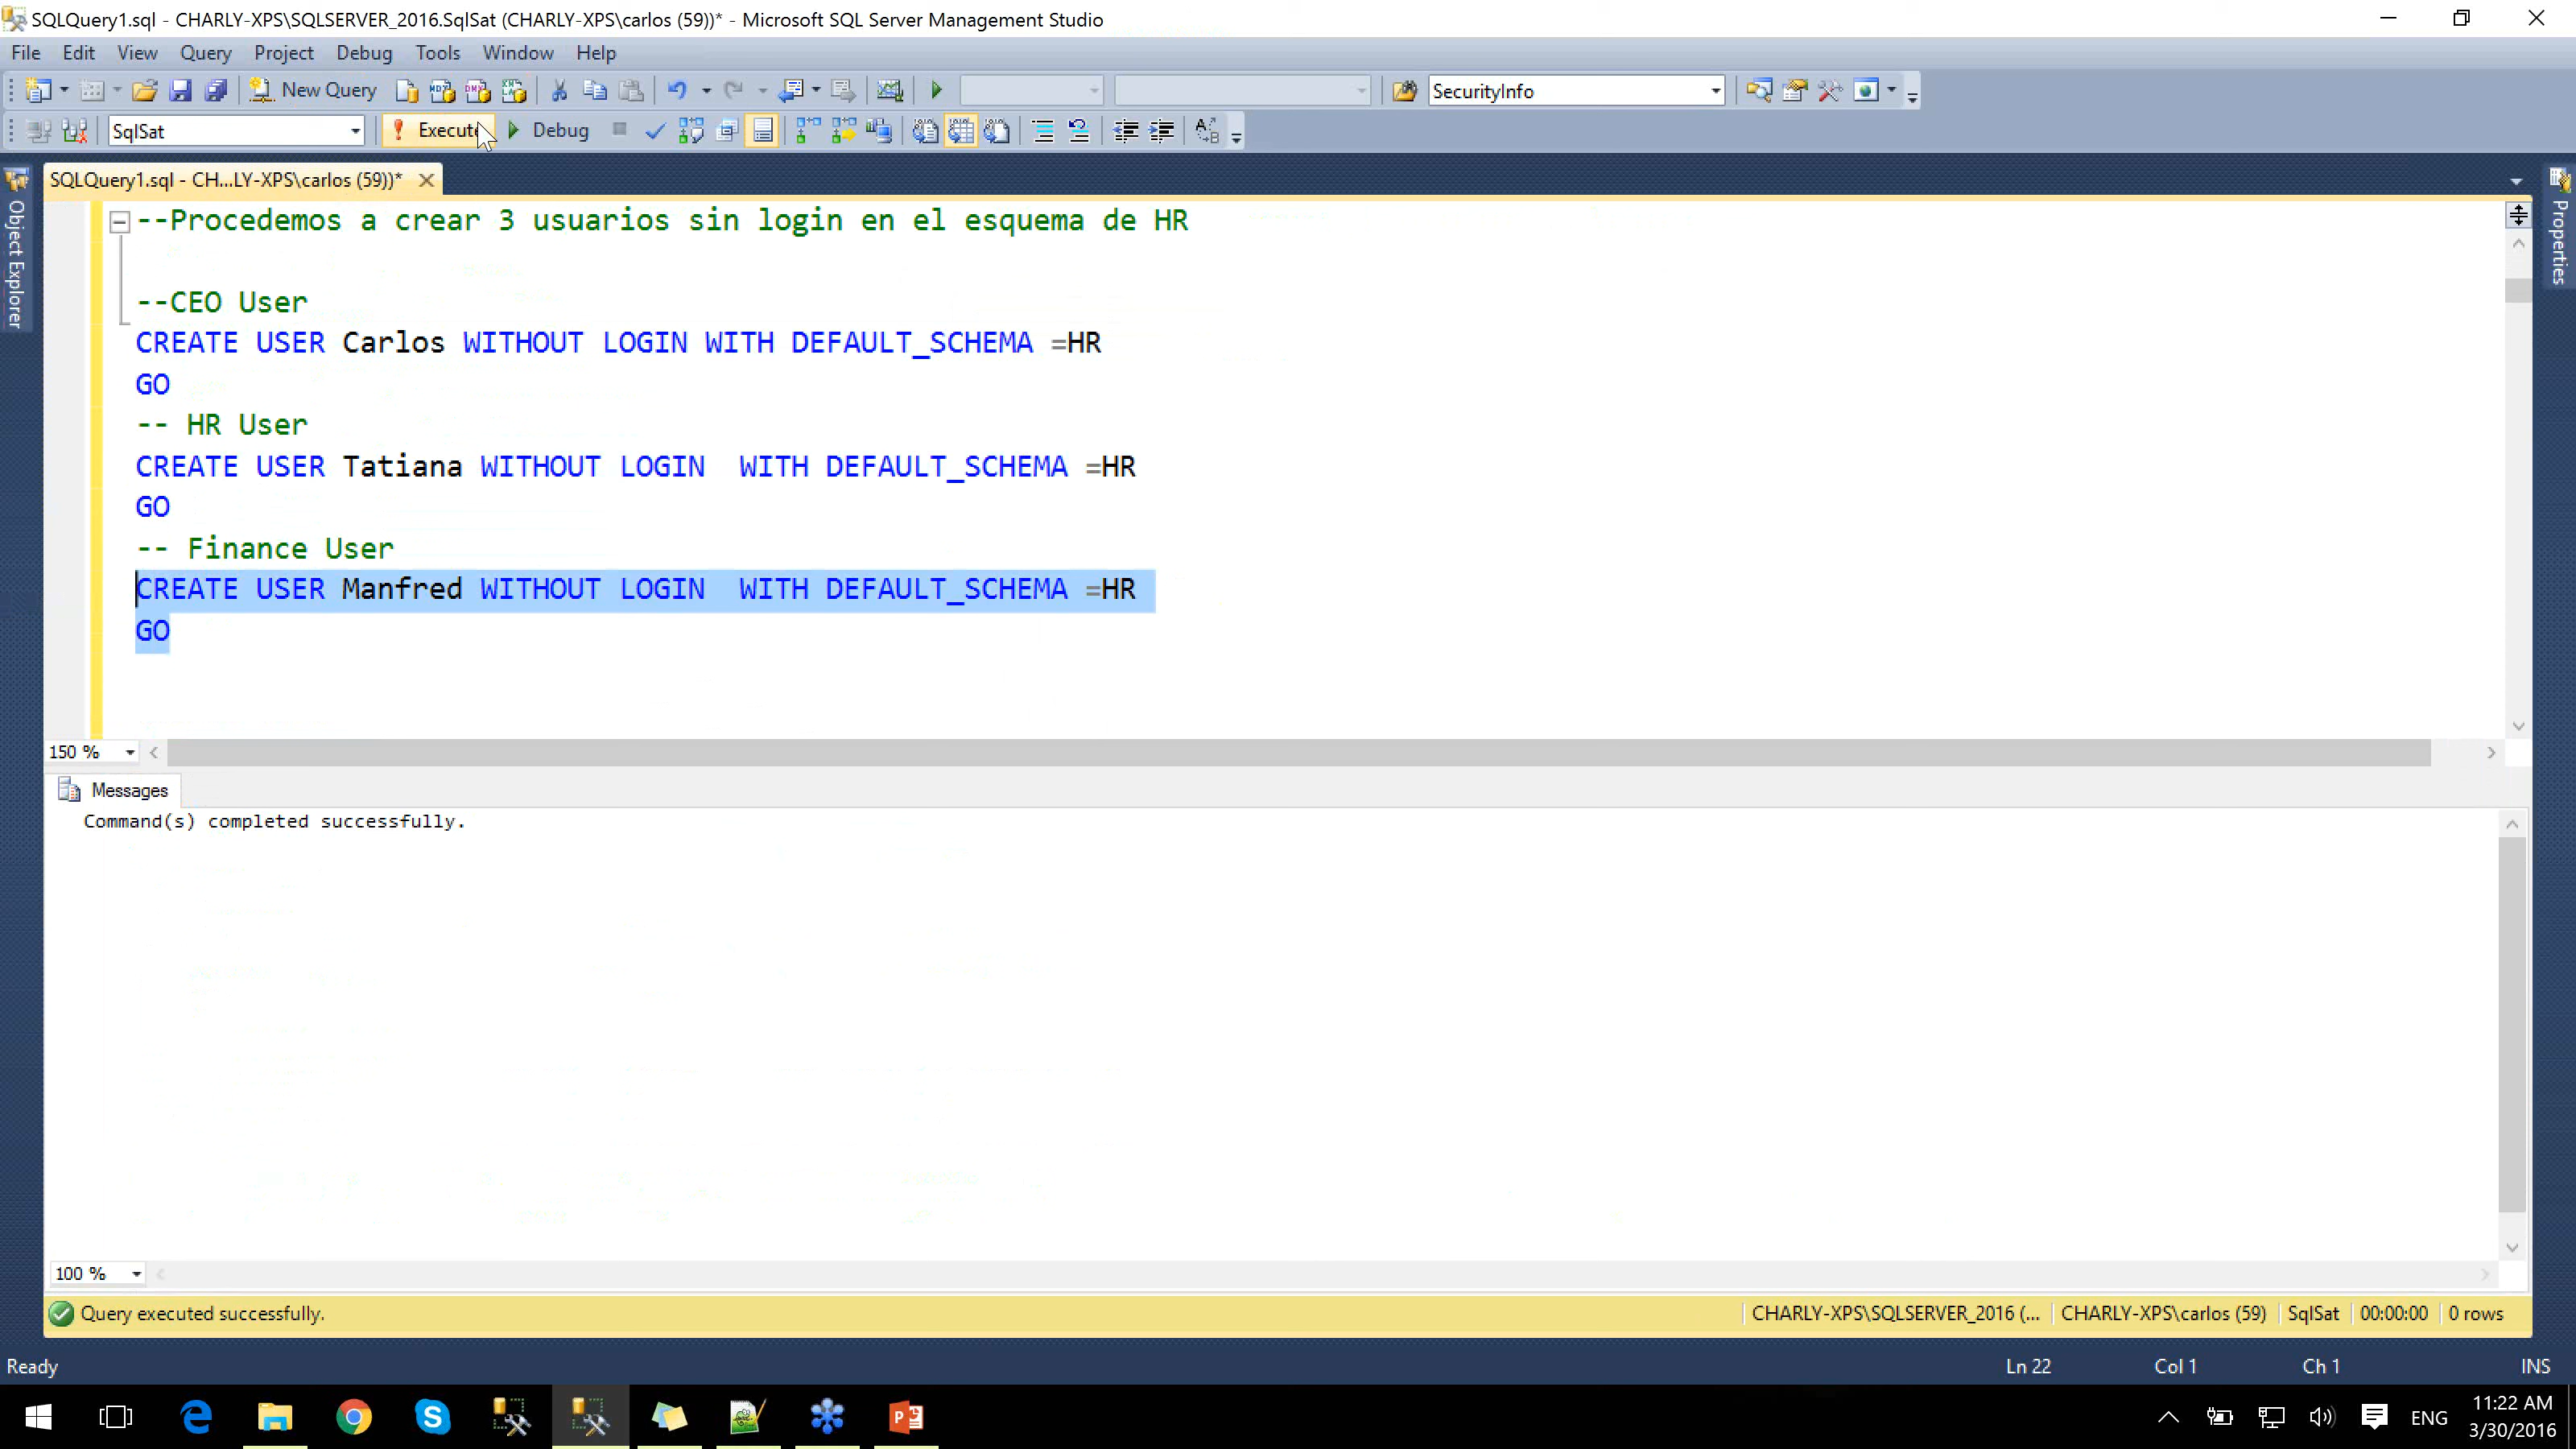 SQLQuery1.sql - CHARLY-XPS\SQLSERVER_2016.SqlSat (CHARLY-XPS\carlos (59))* - Microsoft SQL Server Management Studio
File Edit View Query Project Debug Tools Window Help
New Query SecurityInfo
SqlSat Execute Debug
SQLQuery1.sql - CH...LY-XPS\carlos (59))*
Object Explorer
Properties
--Procedemos a crear 3 usuarios sin login en el esquema de HR
--CEO User
CREATE USER Carlos WITHOUT LOGIN WITH DEFAULT_SCHEMA =HR
GO
-- HR User
CREATE USER Tatiana WITHOUT LOGIN  WITH DEFAULT_SCHEMA =HR
GO
-- Finance User
CREATE USER Manfred WITHOUT LOGIN  WITH DEFAULT_SCHEMA =HR
GO
150 %
Messages
Command(s) completed successfully.
100 %
Query executed successfully. CHARLY-XPS\SQLSERVER_2016 (... CHARLY-XPS\carlos (59) SqlSat 00:00:00 0 rows
Ready Ln 22 Col 1 Ch 1 INS
ENG 11:22 AM
3/30/2016